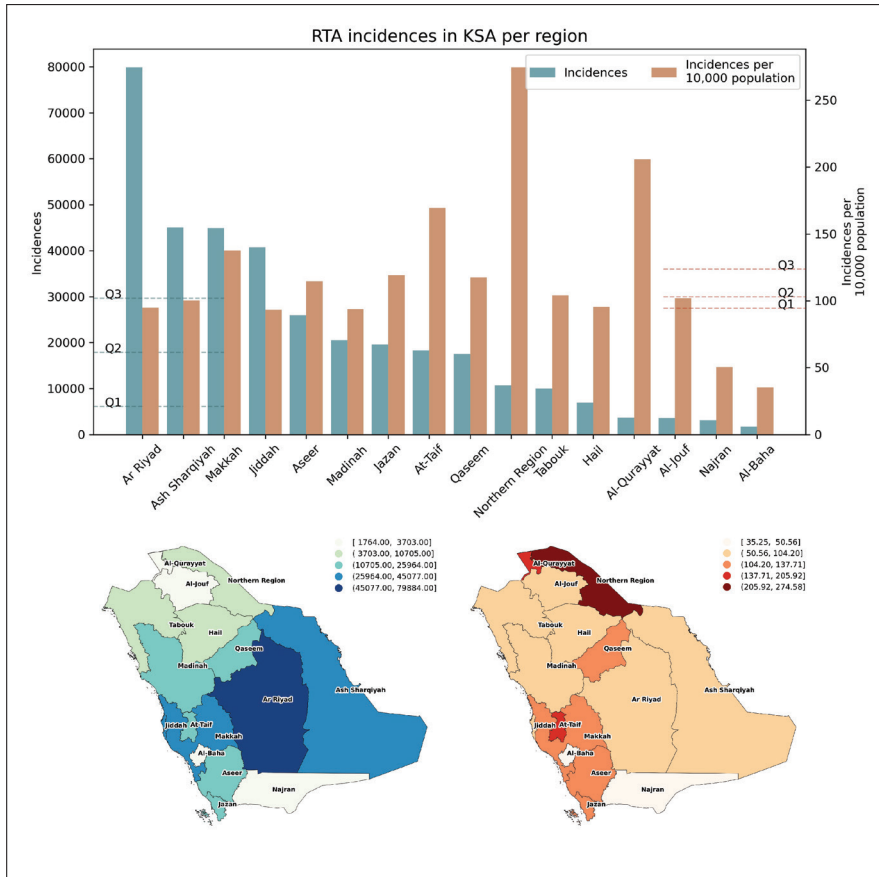 RTA incidences in KSA per region
Incidences
Incidences per
10,000 population
80000
70000
60000
50000
40000
30000
20000
10000
0
Incidences
250
200
150
100
50
0
Incidences per
10,000 population
Q3
Q2
Q1
Q3
Q2
Q1
Ar Riyad
Ash Sharqiyah
Makkah
Jiddah
Aseer
Madinah
Jazan
At-Taif
Qaseem
Northern Region
Tabouk
Hail
Al-Qurayyat
Al-Jouf
Najran
Al-Baha
[ 1764.00, 3703.00]
( 3703.00, 10705.00]
(10705.00, 25964.00]
(25964.00, 45077.00]
(45077.00, 79884.00]
Al-Qurayyat
Al-Jouf
Northern Region
Tabouk
Hail
Qaseem
Madinah
Ar Riyad
Ash Sharqiyah
Jiddah
At-Taif
Makkah
Al-Baha
Aseer
Najran
Jazan
[ 35.25, 50.56]
( 50.56, 104.20]
(104.20, 137.71]
(137.71, 205.92]
(205.92, 274.58]
Al-Qurayyat
Al-Jouf
Northern Region
Tabouk
Hail
Qaseem
Madinah
Ar Riyad
Ash Sharqiyah
Jiddah
At-Taif
Makkah
Al-Baha
Aseer
Najran
Jazan